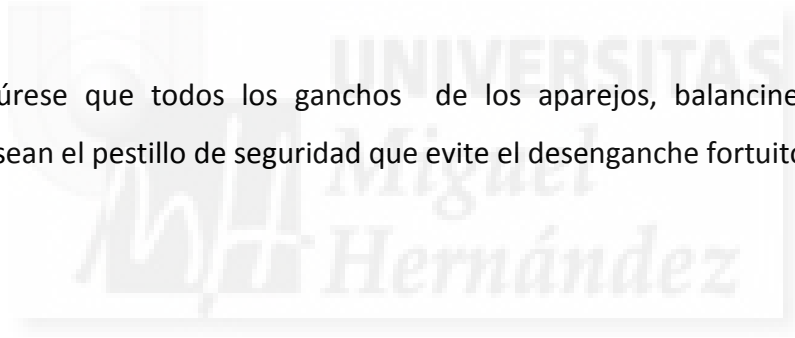 úrese que todos los ganchos de los aparejos, balancine
sean el pestillo de seguridad que evite el desenganche fortuito
UNIVERSITAS
Miguel
Hernández